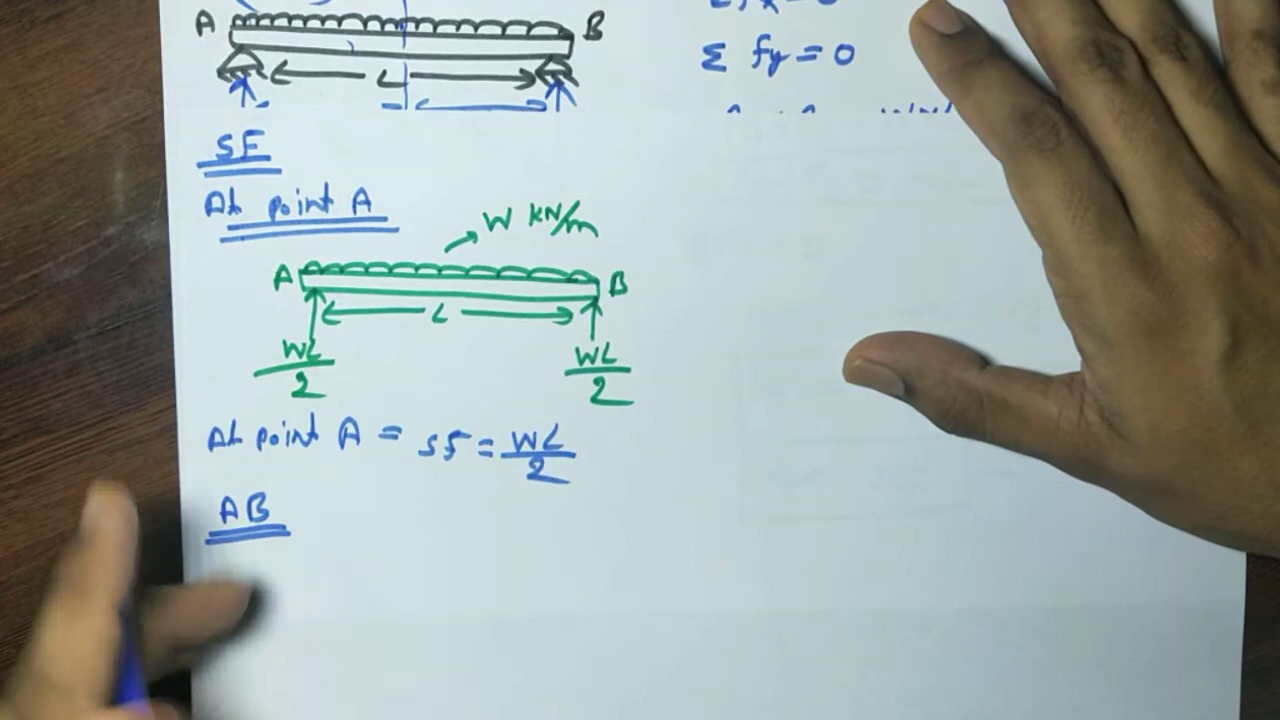 A B
L
Σ fy = 0
SF
At point A
W kN/m
A B
L
WL/2 WL/2
At point A = SF = WL/2
AB